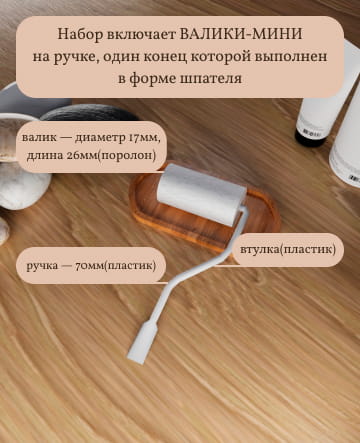 Набор включает ВАЛИКИ-МИНИ
на ручке, один конец которой выполнен
в форме шпателя
валик — диаметр 17мм,
длина 26мм(поролон)
втулка(пластик)
ручка — 70мм(пластик)